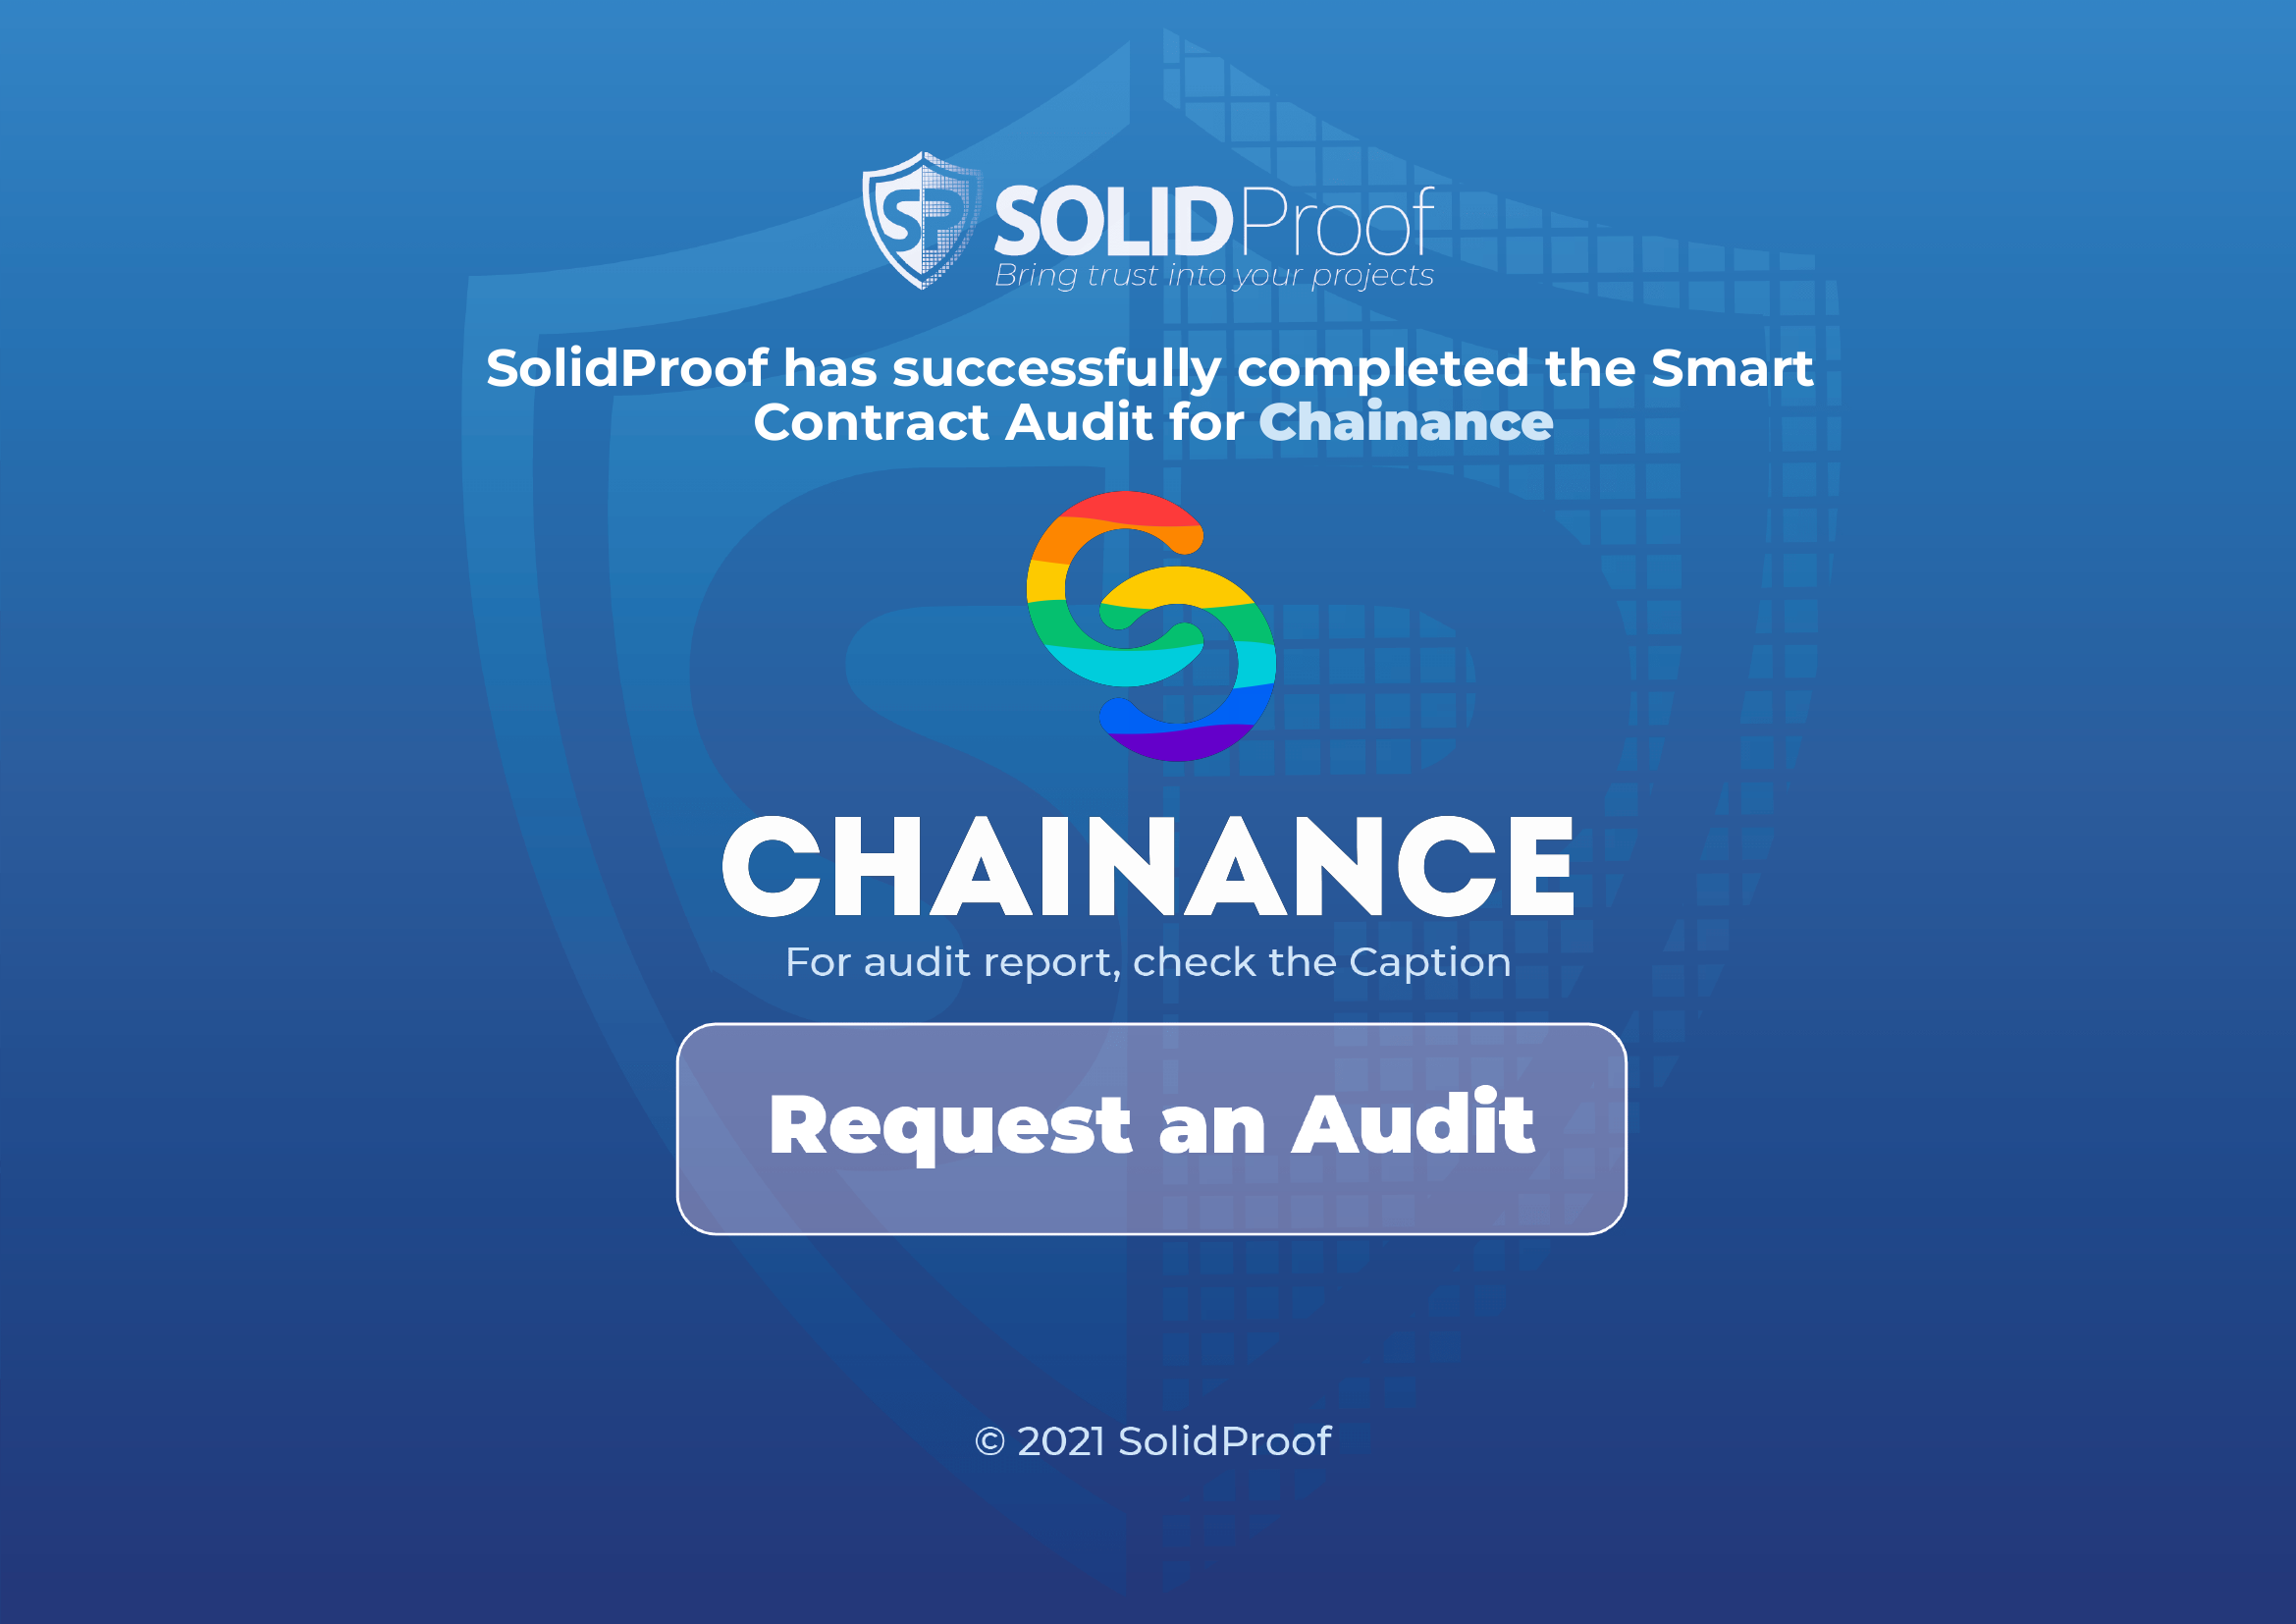 SP SOLIDProof
Bring trust into your projects
SolidProof has successfully completed the Smart
Contract Audit for Chainance
CHAINANCE
For audit report, check the Caption
Request an Audit
© 2021 SolidProof